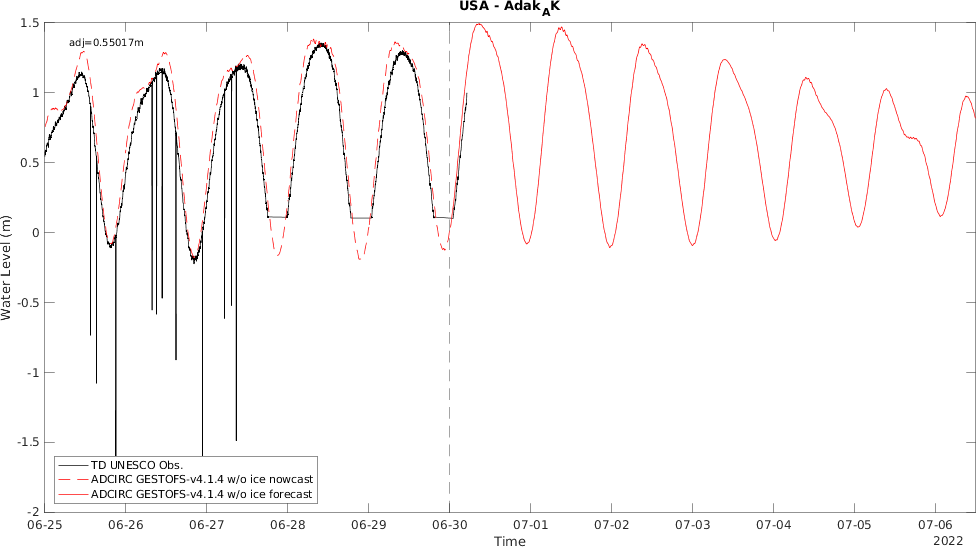 USA - Adak_AK
adj=0.55017m
1.5
1
0.5
0
-0.5
-1
-1.5
-2
Water Level (m)
TD UNESCO Obs.
ADCIRC GESTOFS-v4.1.4 w/o ice nowcast
ADCIRC GESTOFS-v4.1.4 w/o ice forecast
06-25 06-26 06-27 06-28 06-29 06-30 07-01 07-02 07-03 07-04 07-05 07-06
Time
2022